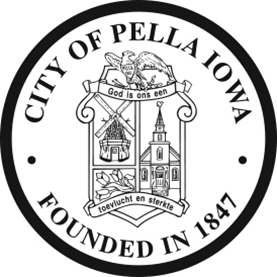 CITY OF PELLA IOWA
God is ons een
toevlucht en sterkte
FOUNDED IN 1847